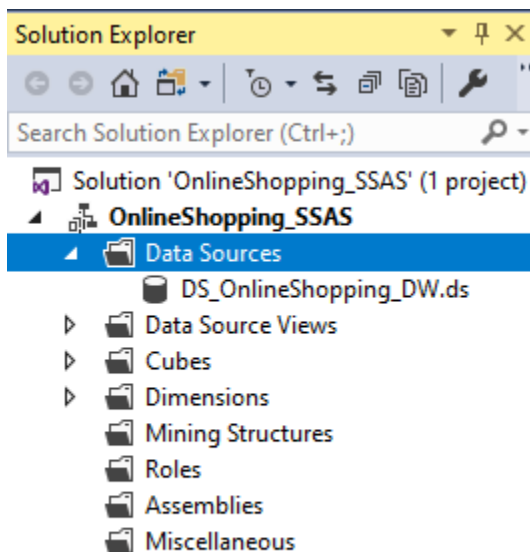 Solution Explorer
Search Solution Explorer (Ctrl+;)
Solution 'OnlineShopping_SSAS' (1 project)
OnlineShopping_SSAS
Data Sources
DS_OnlineShopping_DW.ds
Data Source Views
Cubes
Dimensions
Mining Structures
Roles
Assemblies
Miscellaneous